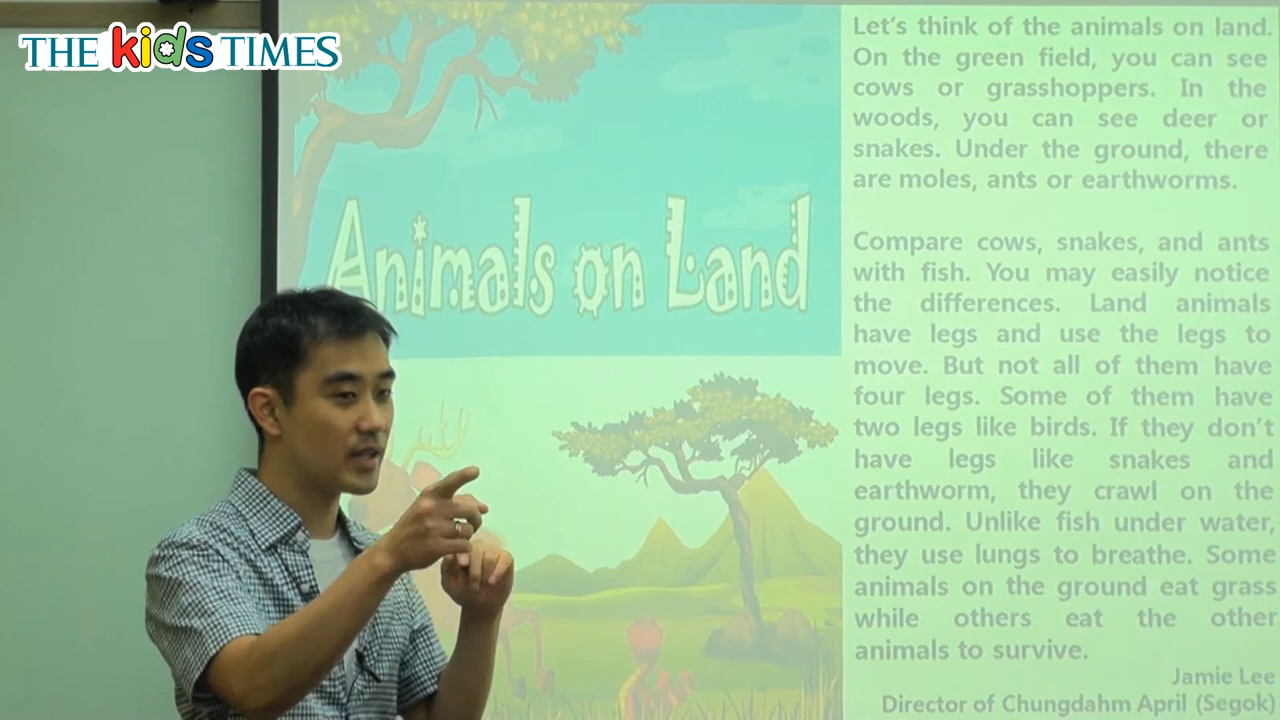 THE kids TIMES
Animals on Land
Let's think of the animals on land.
On the green field, you can see
cows or grasshoppers. In the
woods, you can see deer or
snakes. Under the ground, there
are moles, ants or earthworms.
Compare cows, snakes, and ants
with fish. You may easily notice
the differences. Land animals
have legs and use the legs to
move. But not all of them have
four legs. Some of them have
two legs like birds. If they don't
have legs like snakes and
earthworm, they crawl on the
ground. Unlike fish under water,
they use lungs to breathe. Some
animals on the ground eat grass
while others eat the other
animals to survive.
Jamie Lee
Director of Chungdahm April (Segok)